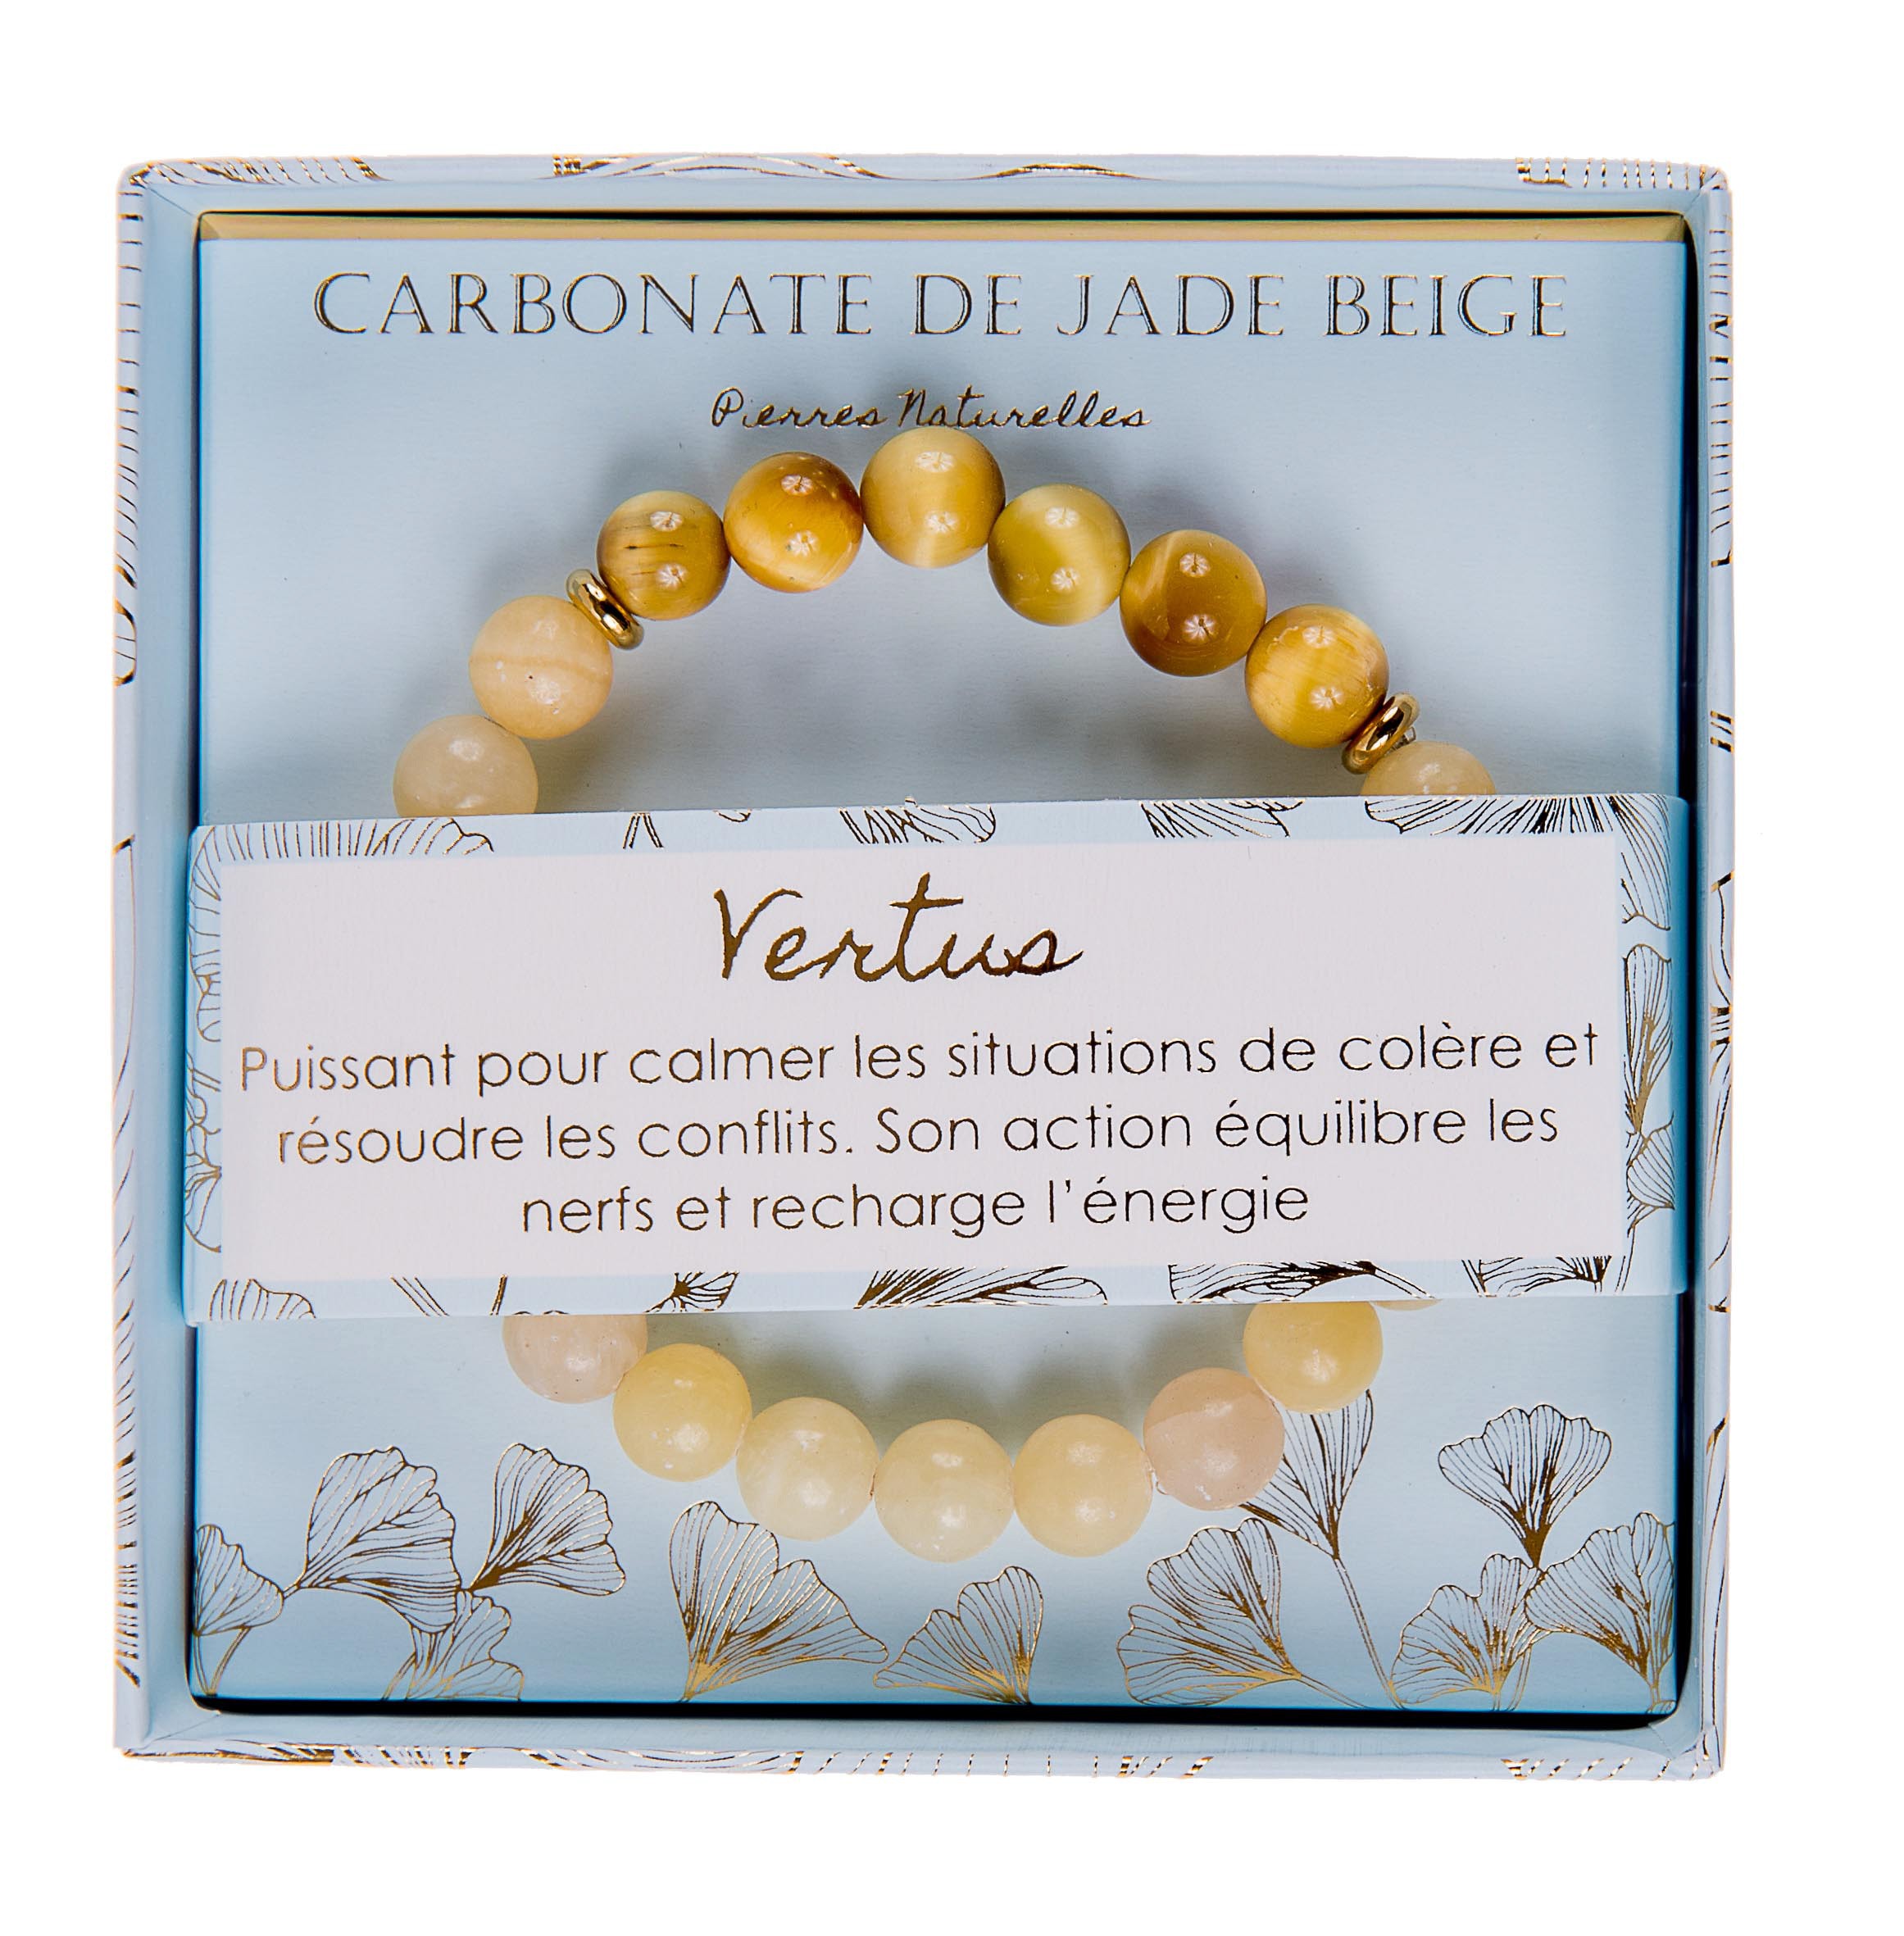 CARBONATE DE JADE BEIGE
Pierres Naturelles
Vertus
Puissant pour calmer les situations de colère et
résoudre les conflits. Son action équilibre les
nerfs et recharge l'énergie